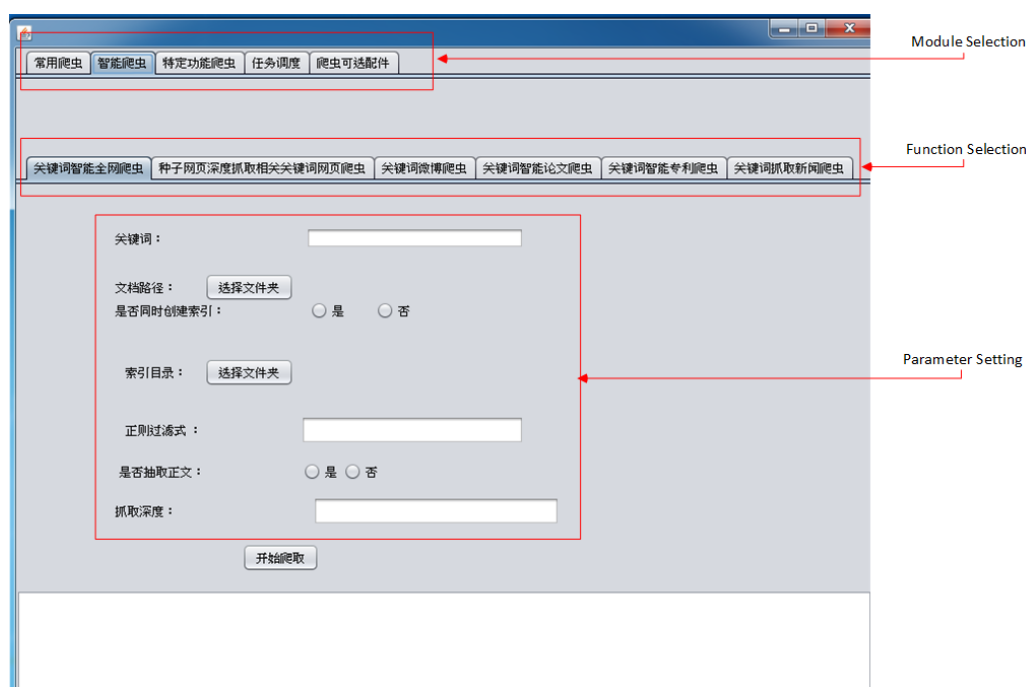 Module Selection
常用爬虫 智能爬虫 特定功能爬虫 任务调度 爬虫可选配件
Function Selection
关键词智能全网爬虫 种子网页深度抓取相关关键词网页爬虫 关键词微博爬虫 关键词智能论文爬虫 关键词智能专利爬虫 关键词抓取新闻爬虫
关键词：
文档路径： 选择文件夹
是否同时创建索引： 是 否
Parameter Setting
索引目录： 选择文件夹
正则过滤式：
是否抽取正文： 是 否
抓取深度：
开始爬取